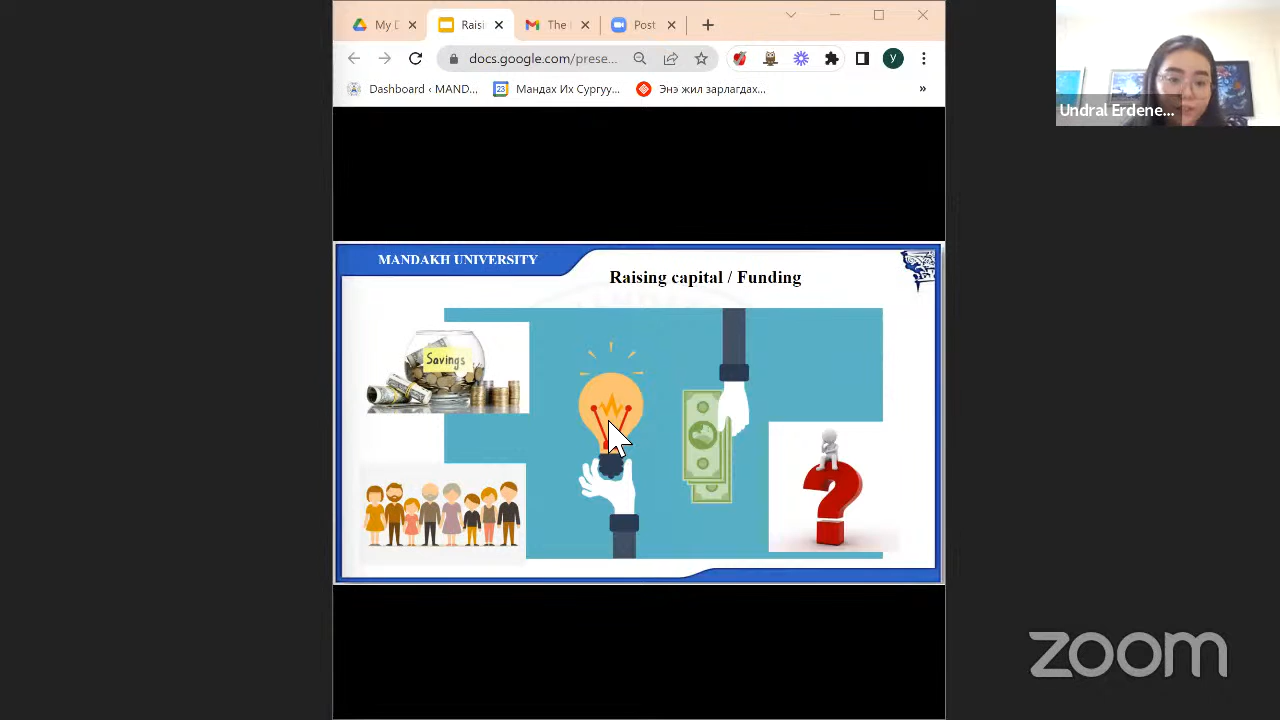 My D
Raisi
The
Post
docs.google.com/prese...
y
Dashboard
MAND...
23
Мандах Их Сургуу...
Энэ жил зарлагдах...
»
Undral Erdene...
MANDAKH UNIVERSITY
Raising capital / Funding
Savings
?
zoom